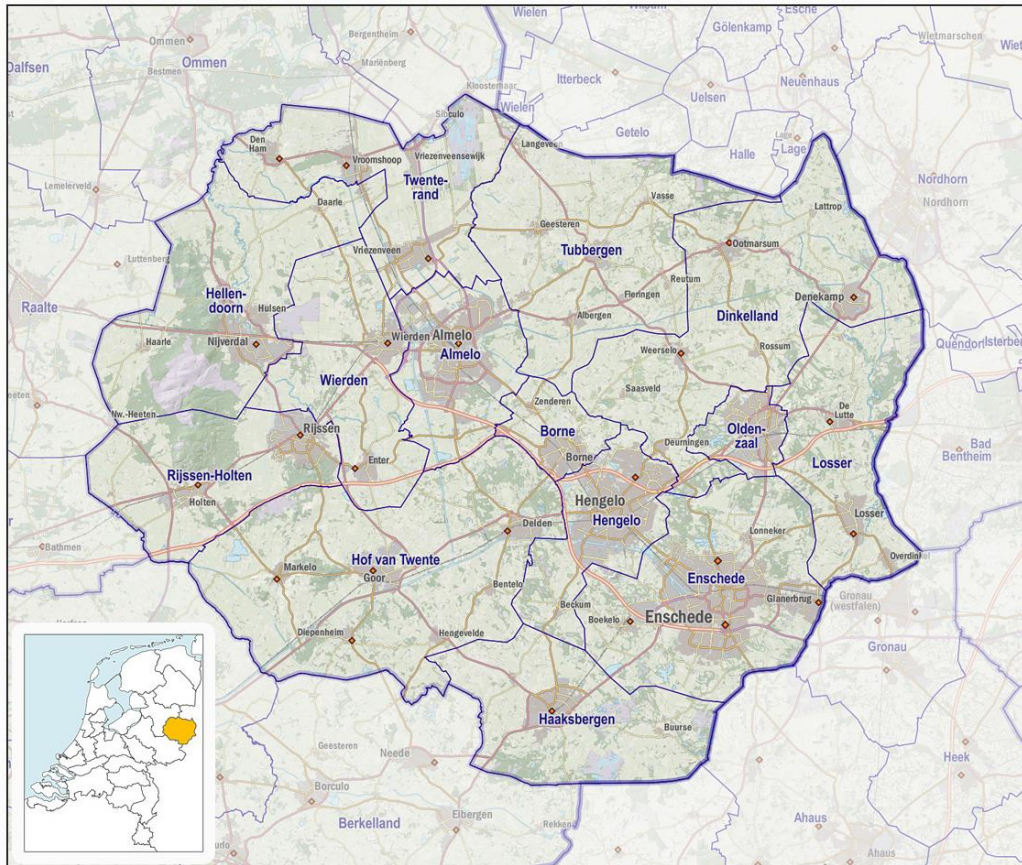 Wielen
Esche
Wilsum
Gölenkamp
Wietmarschen
Ommen
Bergentheim
Mariënberg
Ommen
Bestmen
Dalfsen
Itterbeck
Neuenhaus
Uelsen
Kloosterhaar
Wielen
Sibculo
Getelo
Lage
Lage
Halle
Den
Ham
Vroomshoop
Vriezenveensewijk
Langeveen
Twente-
rand
Lemelerveld
Nordhorn
Nordhorn
Daarle
Vasse
Lattrop
Geesteren
Tubbergen
Ootmarsum
Vriezenveen
Luttenberg
Reutum
Fleringen
Hellen-
doorn
Hulsen
Raalte
Denekamp
Dinkelland
Albergen
Haarle
Nijverdal
Wierden
Almelo
Almelo
Weerselo
Rossum
Quendorf
Isterberg
Wierden
Saasveld
Zenderen
Nw.-Heeten
De
Lutte
Rijssen
Borne
Borne
Olden-
zaal
Deurningen
Bad
Bentheim
Enter
Losser
Rijssen-Holten
Holten
Hengelo
Hengelo
Delden
Losser
Lonneker
Bathmen
Overdinkel
Hof van Twente
Markelo
Goor
Enschede
Bentelo
Glanerbrug
Gronau
(westfalen)
Beckum
Boekelo
Enschede
Diepenheim
Hengevelde
Gronau
Haaksbergen
Buurse
Geesteren
Neede
Heek
Borculo
Eibergen
Rekken
Berkelland
Ahaus
Ahaus